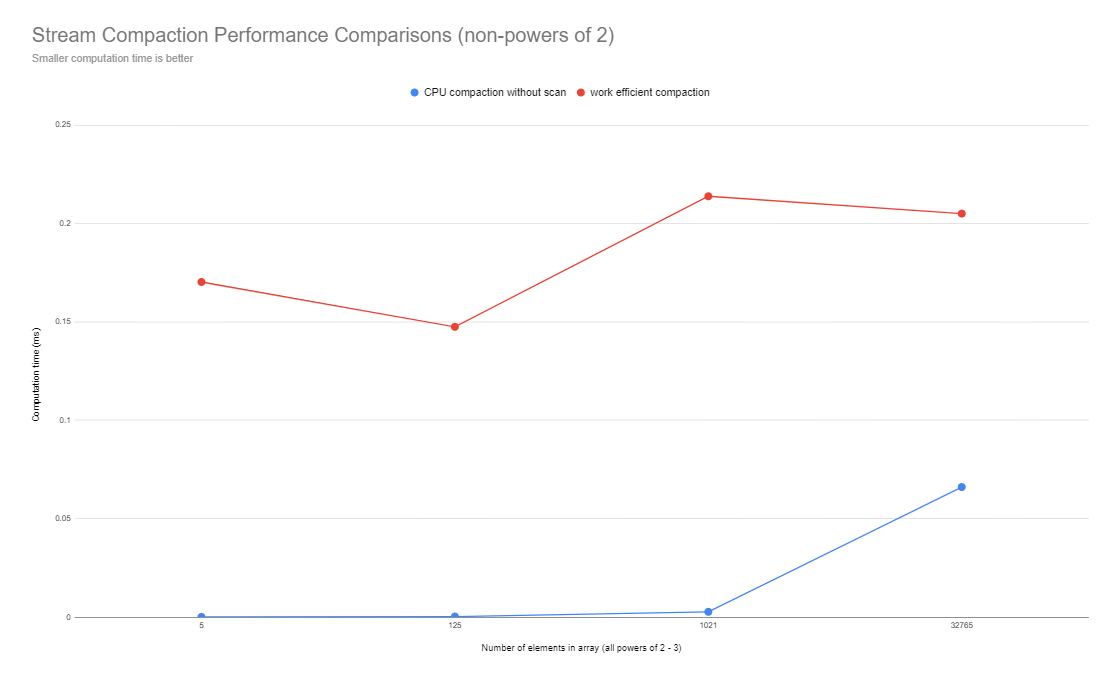 Stream Compaction Performance Comparisons (non-powers of 2)
Smaller computation time is better
CPU compaction without scan work efficient compaction
0.25
0.2
0.15
0.1
0.05
0
Computation time (ms)
5 125 1021 32765
Number of elements in array (all powers of 2 - 3)